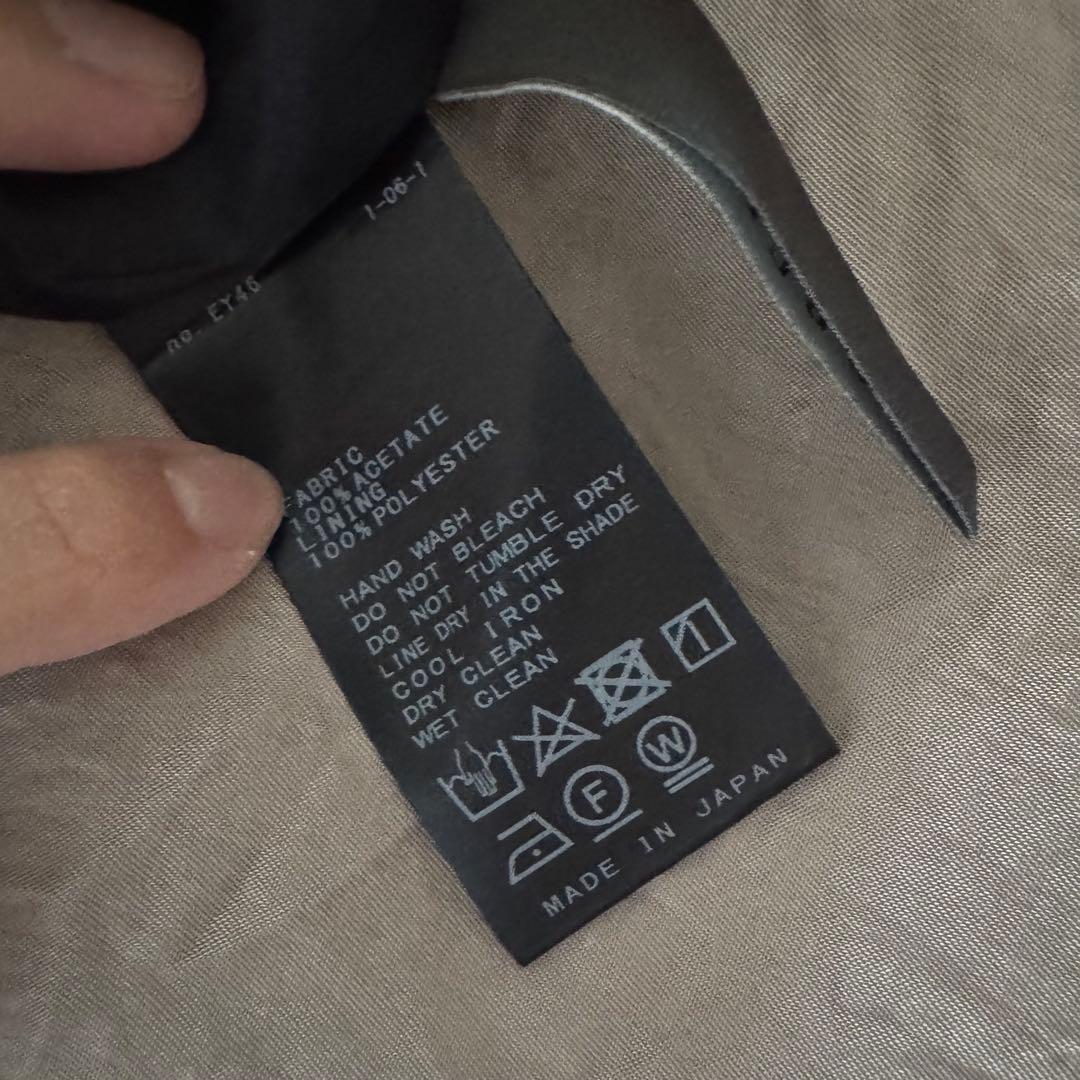 no. EY46
1-06-1
FABRIC
100% ACETATE
LINING
100% POLYESTER
HAND WASH
DO NOT BLEACH
DO NOT TUMBLE DRY
LINE DRY IN THE SHADE
COOL IRON
DRY CLEAN
WET CLEAN
F
W
MADE IN JAPAN